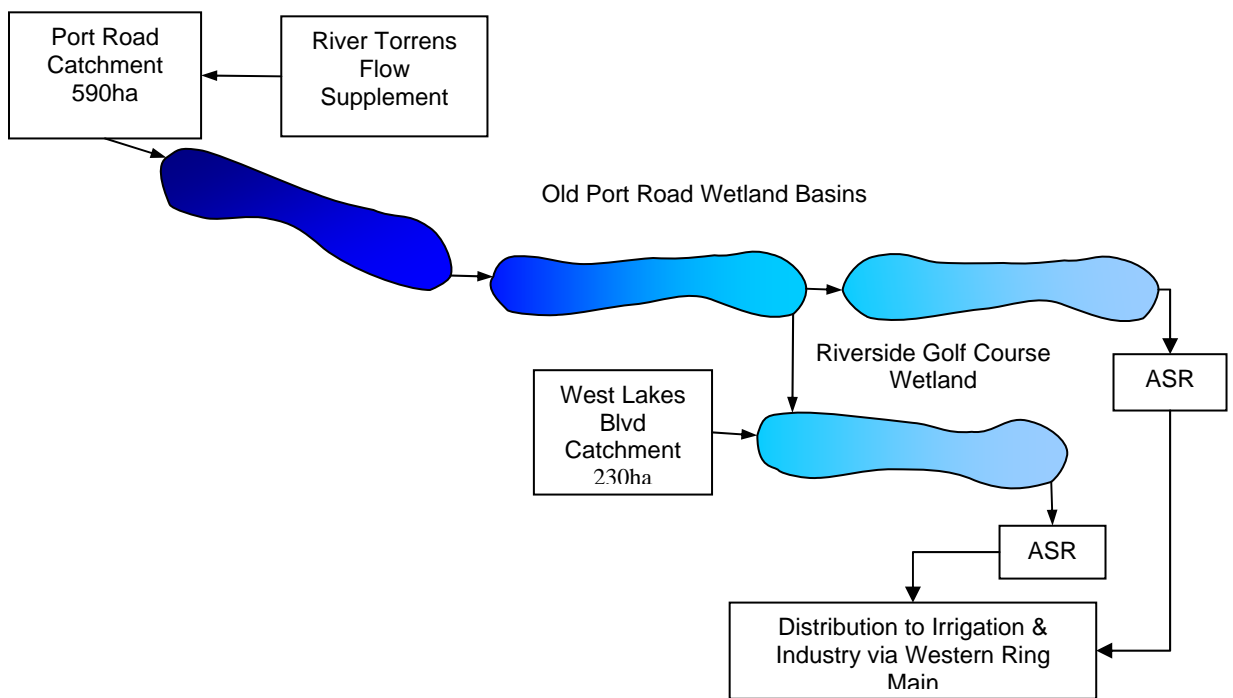 Port Road
Catchment
590ha
River Torrens
Flow
Supplement
Old Port Road Wetland Basins
Riverside Golf Course
Wetland
ASR
West Lakes
Blvd
Catchment
230ha
ASR
Distribution to Irrigation &
Industry via Western Ring
Main